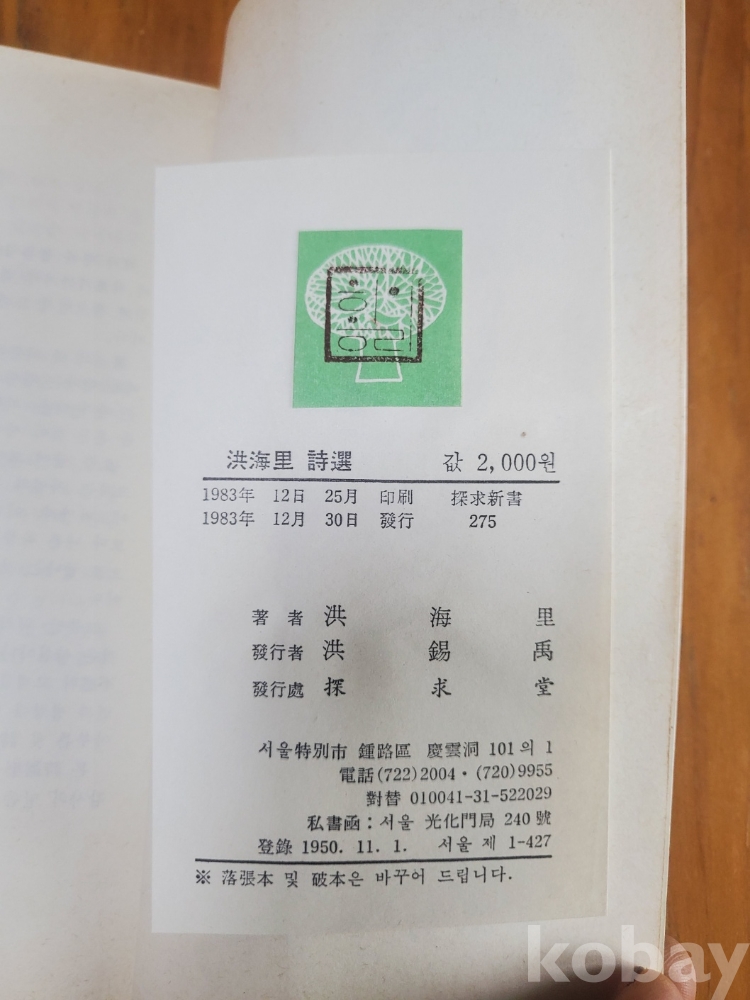 洪海里 詩選 값 2,000원
1983年 12日 25月 印刷 探求新書
1983年 12月 30日 發行 275
著者 洪海里
發行者 洪錫禹
發行處 探求堂
서울特別市 鍾路區 慶雲洞 101의 1
電話(722)2004·(720)9955
對替 010041-31-522029
私書函: 서울 光化門局 240號
登錄 1950. 11. 1. 서울 제 1-427
※ 落張本 및 破本은 바꾸어 드립니다.
kobay